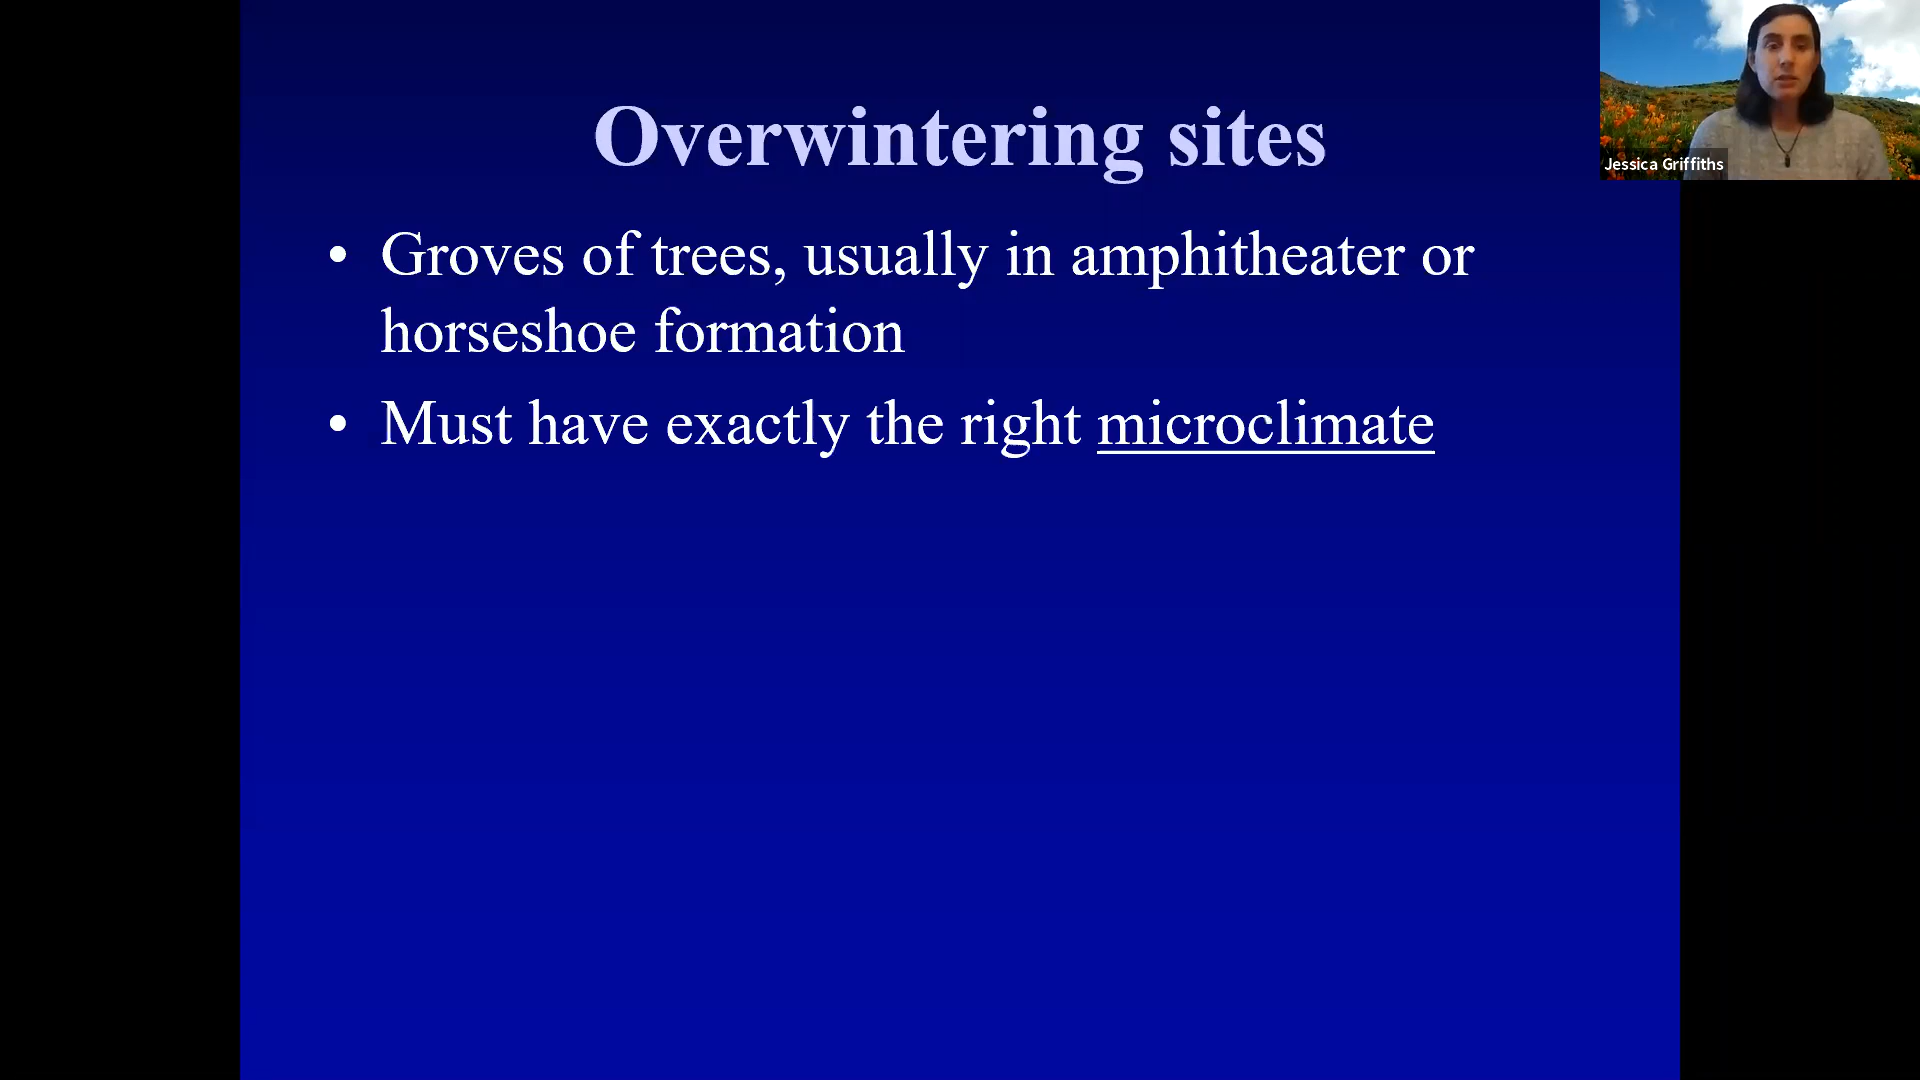 Overwintering sites
• Groves of trees, usually in amphitheater or
horseshoe formation
• Must have exactly the right microclimate
Jessica Griffiths